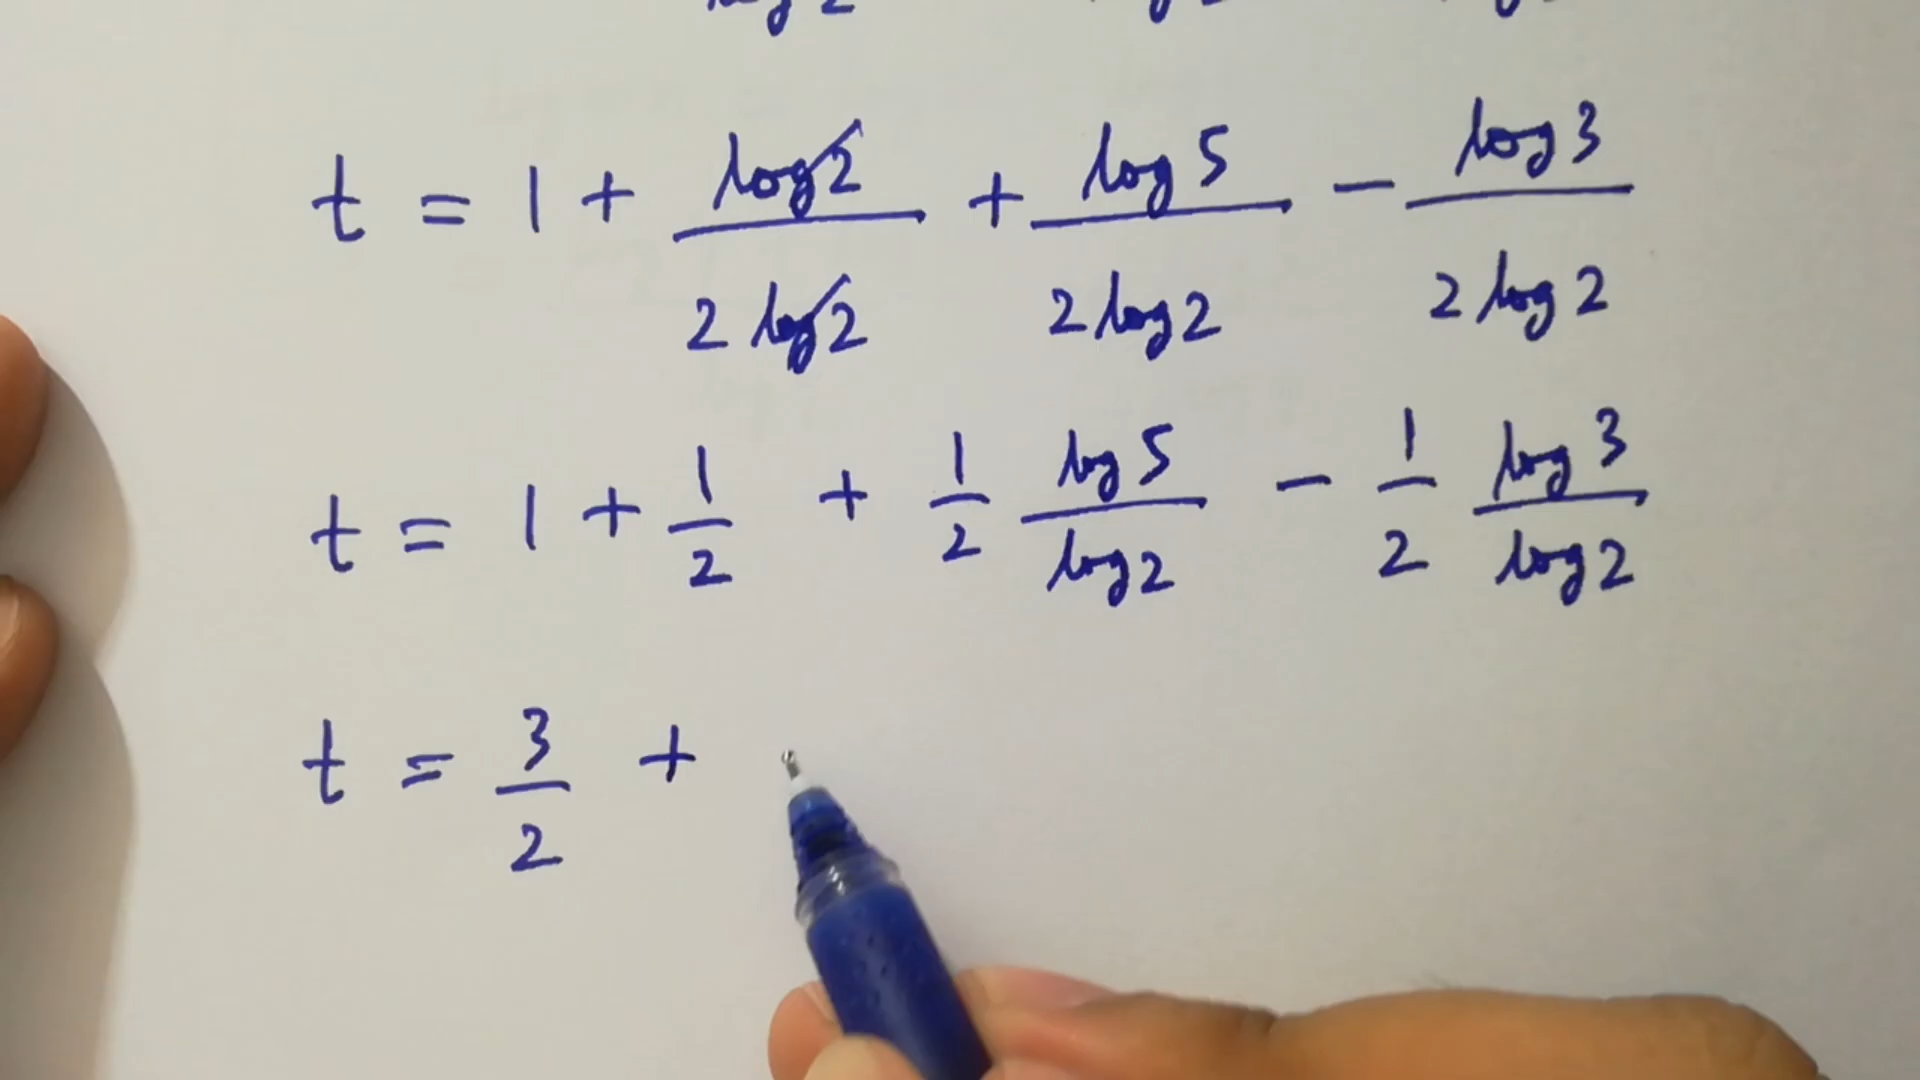 t = 1 + log2/2log2 + log5/2log2 - log3/2log2
t = 1 + 1/2 + 1/2 log5/log2 - 1/2 log3/log2
t = 3/2 +